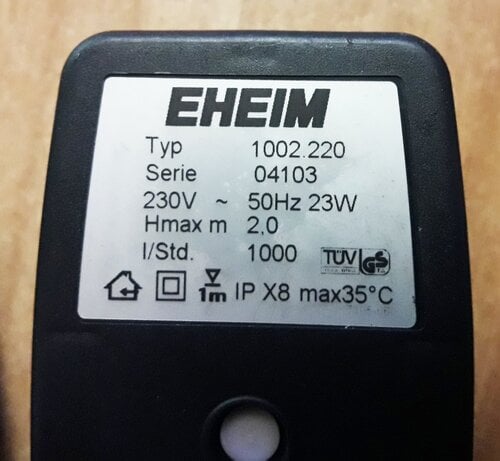 EHEIM
Typ 1002.220
Serie 04103
230V ~ 50Hz 23W
Hmax m 2,0
l/Std. 1000 TÜV GS
1m IP X8 max35°C